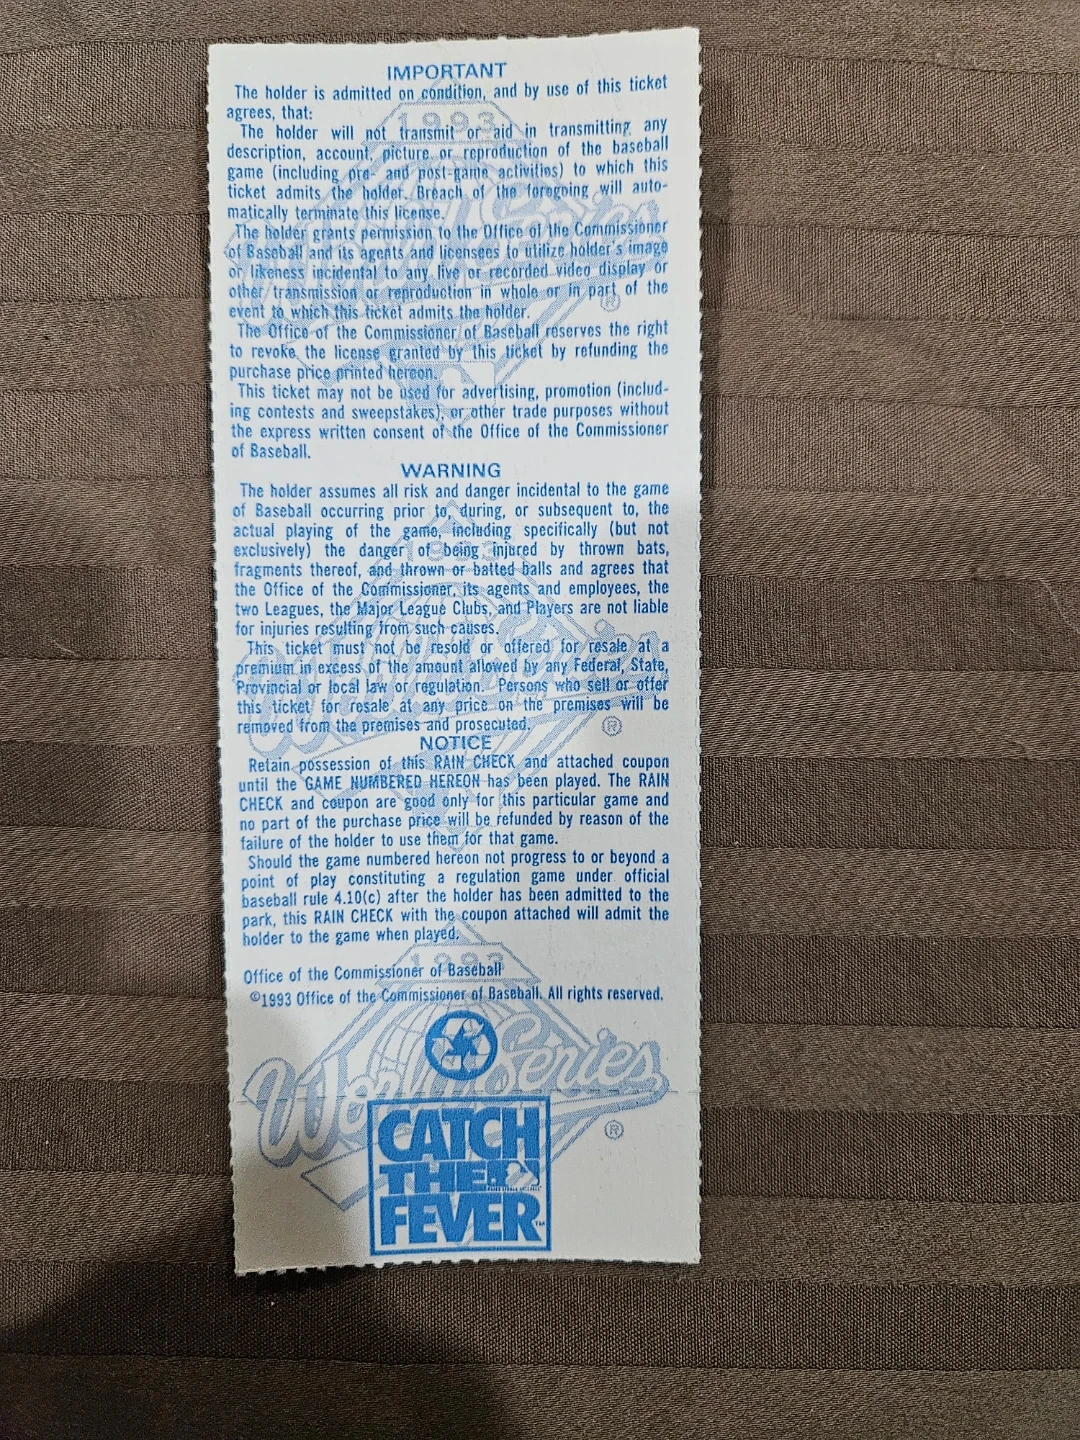 IMPORTANT
The holder is admitted on condition, and by use of this ticket
agrees, that:
The holder will not transmit or aid in transmitting any
description, account, picture or reproduction of the baseball
game (including pre- and post-game activities) to which this
ticket admits the holder. Breach of the foregoing will auto-
matically terminate this license.
The holder grants permission to the Office of the Commissioner
of Baseball and its agents and licensees to utilize holder's image
or likeness incidental to any live or recorded video display or
other transmission or reproduction in whole or in part of the
event to which this ticket admits the holder.
The Office of the Commissioner of Baseball reserves the right
to revoke the license granted by this ticket by refunding the
purchase price printed hereon.
This ticket may not be used for advertising, promotion (includ-
ing contests and sweepstakes), or other trade purposes without
the express written consent of the Office of the Commissioner
of Baseball.
WARNING
The holder assumes all risk and danger incidental to the game
of Baseball occurring prior to, during, or subsequent to, the
actual playing of the game, including specifically (but not
exclusively) the danger of being injured by thrown bats,
fragments thereof, and thrown or batted balls and agrees that
the Office of the Commissioner, its agents and employees, the
two Leagues, the Major League Clubs, and Players are not liable
for injuries resulting from such causes.
This ticket must not be resold or offered for resale at a
premium in excess of the amount allowed by any Federal, State,
Provincial or local law or regulation. Persons who sell or offer
this ticket for resale at any price on the premises will be
removed from the premises and prosecuted.
NOTICE
Retain possession of this RAIN CHECK and attached coupon
until the GAME NUMBERED HEREON has been played. The RAIN
CHECK and coupon are good only for this particular game and
no part of the purchase price will be refunded by reason of the
failure of the holder to use them for that game.
Should the game numbered hereon not progress to or beyond a
point of play constituting a regulation game under official
baseball rule 4.10(c) after the holder has been admitted to the
park, this RAIN CHECK with the coupon attached will admit the
holder to the game when played.
Office of the Commissioner of Baseball
©1993 Office of the Commissioner of Baseball. All rights reserved.
1993
World Series ®
CATCH
THE
FEVER™